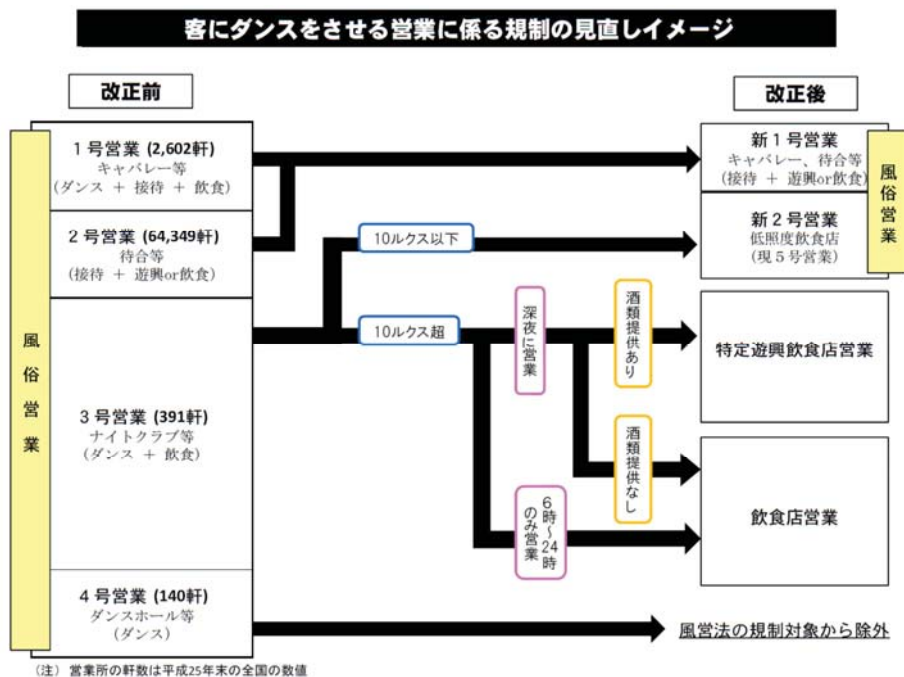 客にダンスをさせる営業に係る規制の見直しイメージ
改正前
風俗営業
1号営業 (2,602軒)
キャバレー等
(ダンス + 接待 + 飲食)
2号営業 (64,349軒)
待合等
(接待 + 遊興or飲食)
3号営業 (391軒)
ナイトクラブ等
(ダンス + 飲食)
4号営業 (140軒)
ダンスホール等
(ダンス)
10ルクス以下
10ルクス超
深夜に営業
6時～24時
のみ営業
酒類提供あり
酒類提供なし
改正後
新1号営業
キャバレー、待合等
(接待 + 遊興or飲食)
新2号営業
低照度飲食店
(現5号営業)
風俗営業
特定遊興飲食店営業
飲食店営業
風営法の規制対象から除外
(注) 営業所の軒数は平成25年末の全国の数値